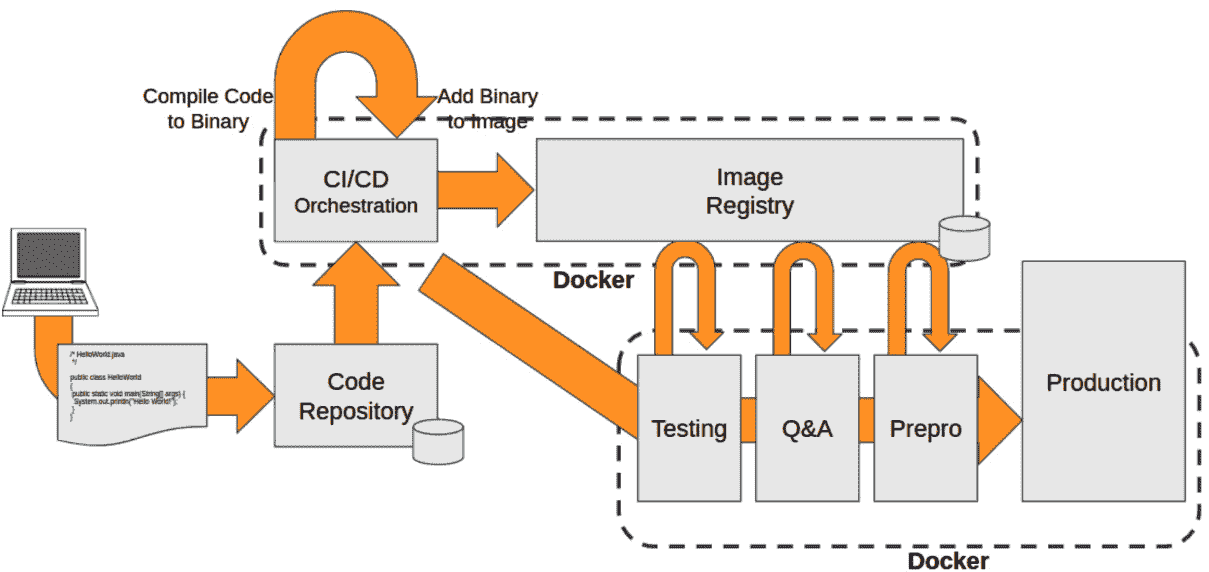 Compile Code
to Binary
Add Binary
to Image
CI/CD
Orchestration
Image
Registry
Docker
/* HelloWorld.java
*/
public class HelloWorld
{
public static void main(String[] args) {
System.out.println("Hello World!");
}
}
Code
Repository
Testing
Q&A
Prepro
Production
Docker